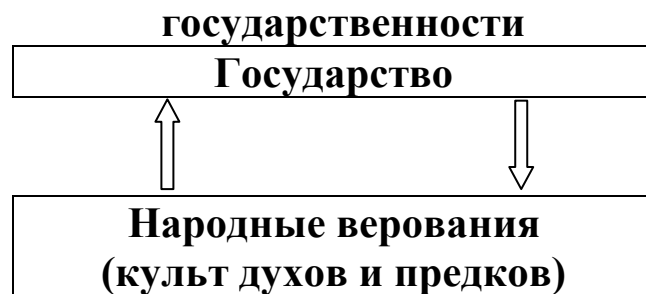 государственности
Государство
Народные верования
(культ духов и предков)